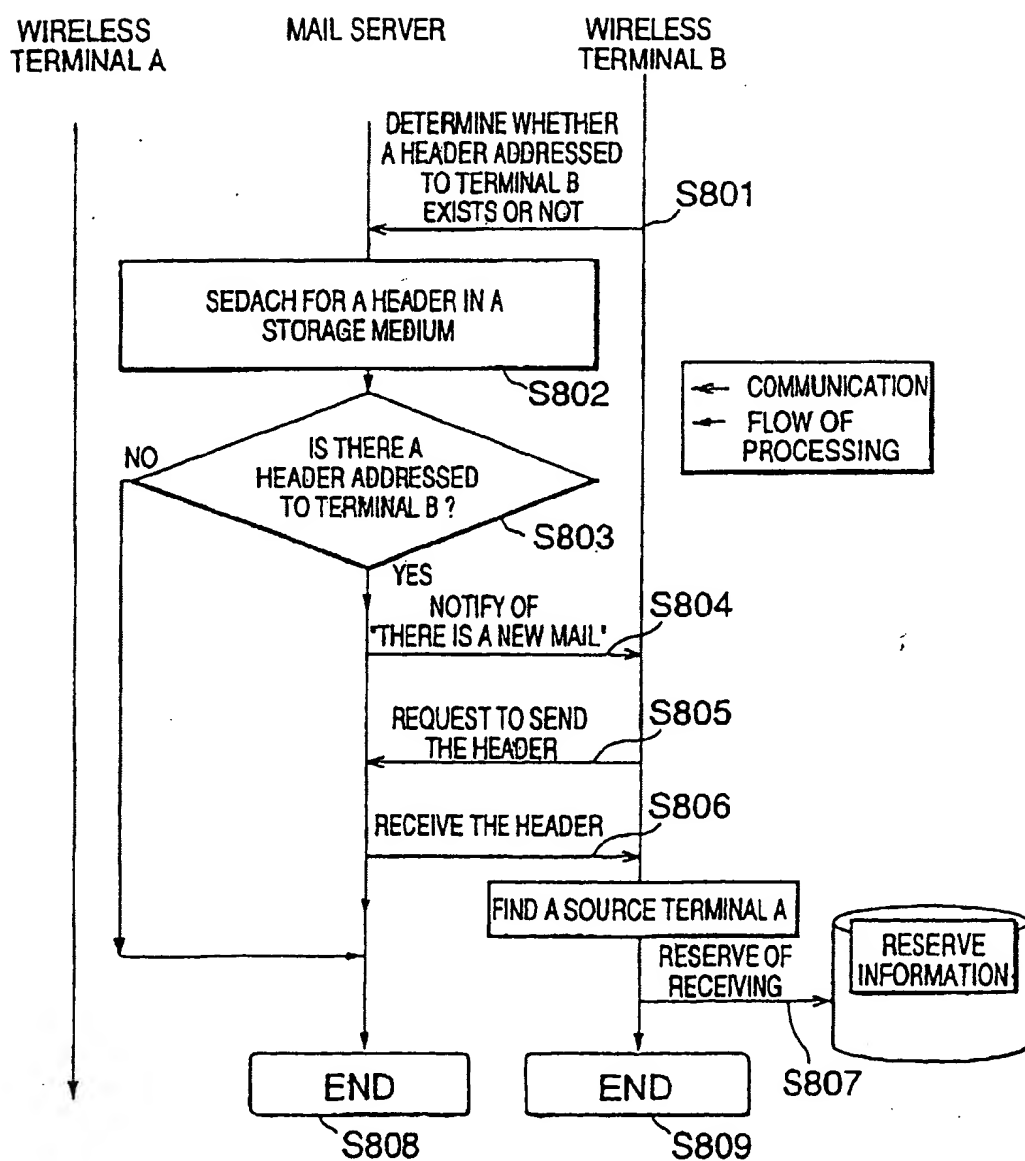 WIRELESS
TERMINAL A
MAIL SERVER
WIRELESS
TERMINAL B
DETERMINE WHETHER
A HEADER ADDRESSED
TO TERMINAL B
EXISTS OR NOT
S801
SEDACH FOR A HEADER IN A
STORAGE MEDIUM
S802
COMMUNICATION
FLOW OF
PROCESSING
NO
IS THERE A
HEADER ADDRESSED
TO TERMINAL B ?
S803
YES
NOTIFY OF
"THERE IS A NEW MAIL"
S804
REQUEST TO SEND
THE HEADER
S805
RECEIVE THE HEADER
S806
FIND A SOURCE TERMINAL A
RESERVE OF
RECEIVING
RESERVE
INFORMATION
S807
END
S808
END
S809